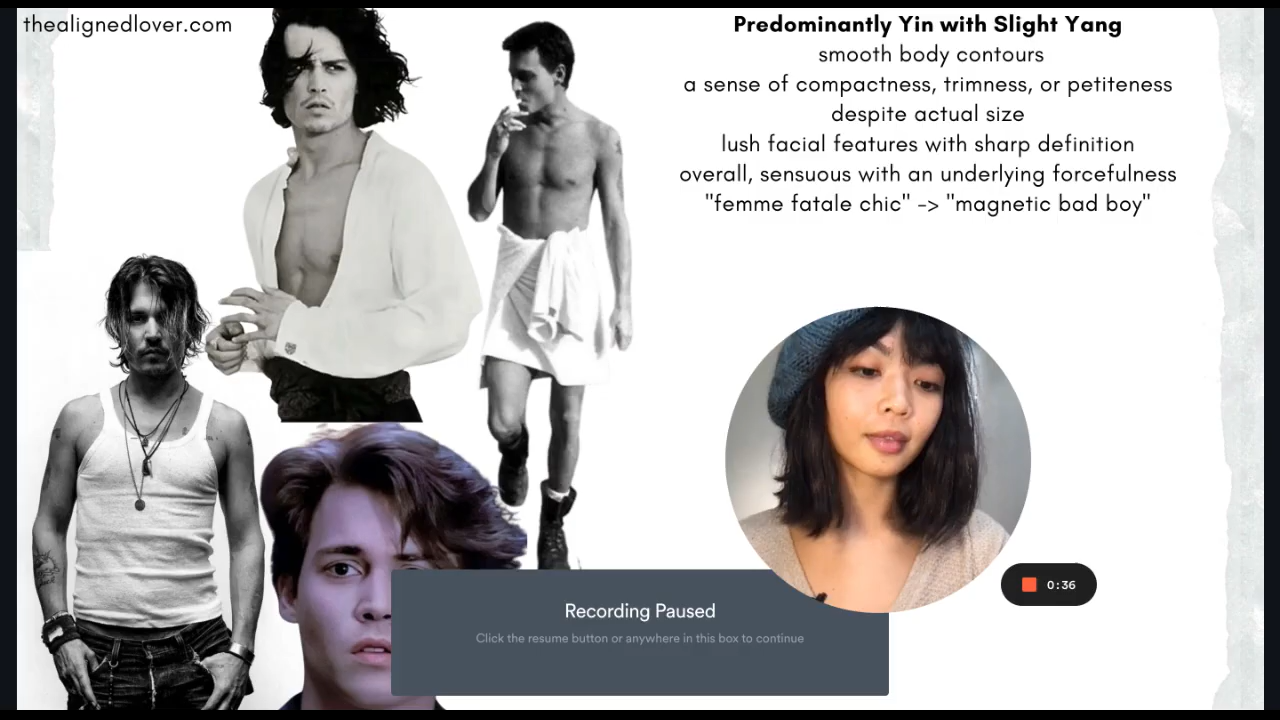 thealignedlover.com
Predominantly Yin with Slight Yang
smooth body contours
a sense of compactness, trimness, or petiteness
despite actual size
lush facial features with sharp definition
overall, sensuous with an underlying forcefulness
"femme fatale chic" -> "magnetic bad boy"
0:36
Recording Paused
Click the resume button or anywhere in this box to continue